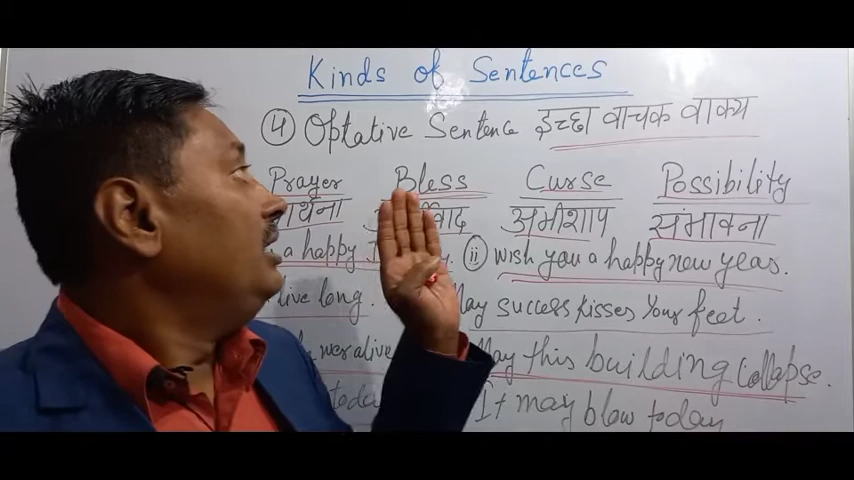 Kinds of Sentences
④ Optative Sentence इच्छा वाचक वाक्य
Prayer Bless Curse Possibility
अभीशाप संभावना
a happy (ii) wish you a happy new year.
live long. May success kisses your feet.
May this building collapse.
today It may blow today